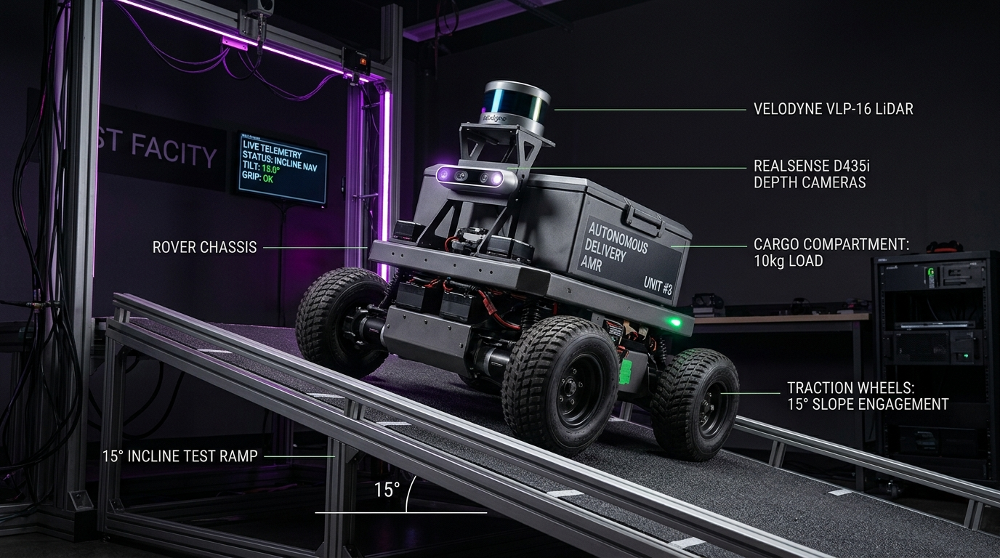 ST FACITY
LIVE TELEMETRY
STATUS: INCLINE NAV
TILT: 18.0°
GRIP: OK
VELODYNE VLP-16 LiDAR
REALSENSE D435i
DEPTH CAMERAS
ROVER CHASSIS
AUTONOMOUS
DELIVERY
AMR
UNIT #3
CARGO COMPARTMENT:
10kg LOAD
TRACTION WHEELS:
15° SLOPE ENGAGEMENT
15° INCLINE TEST RAMP
15°